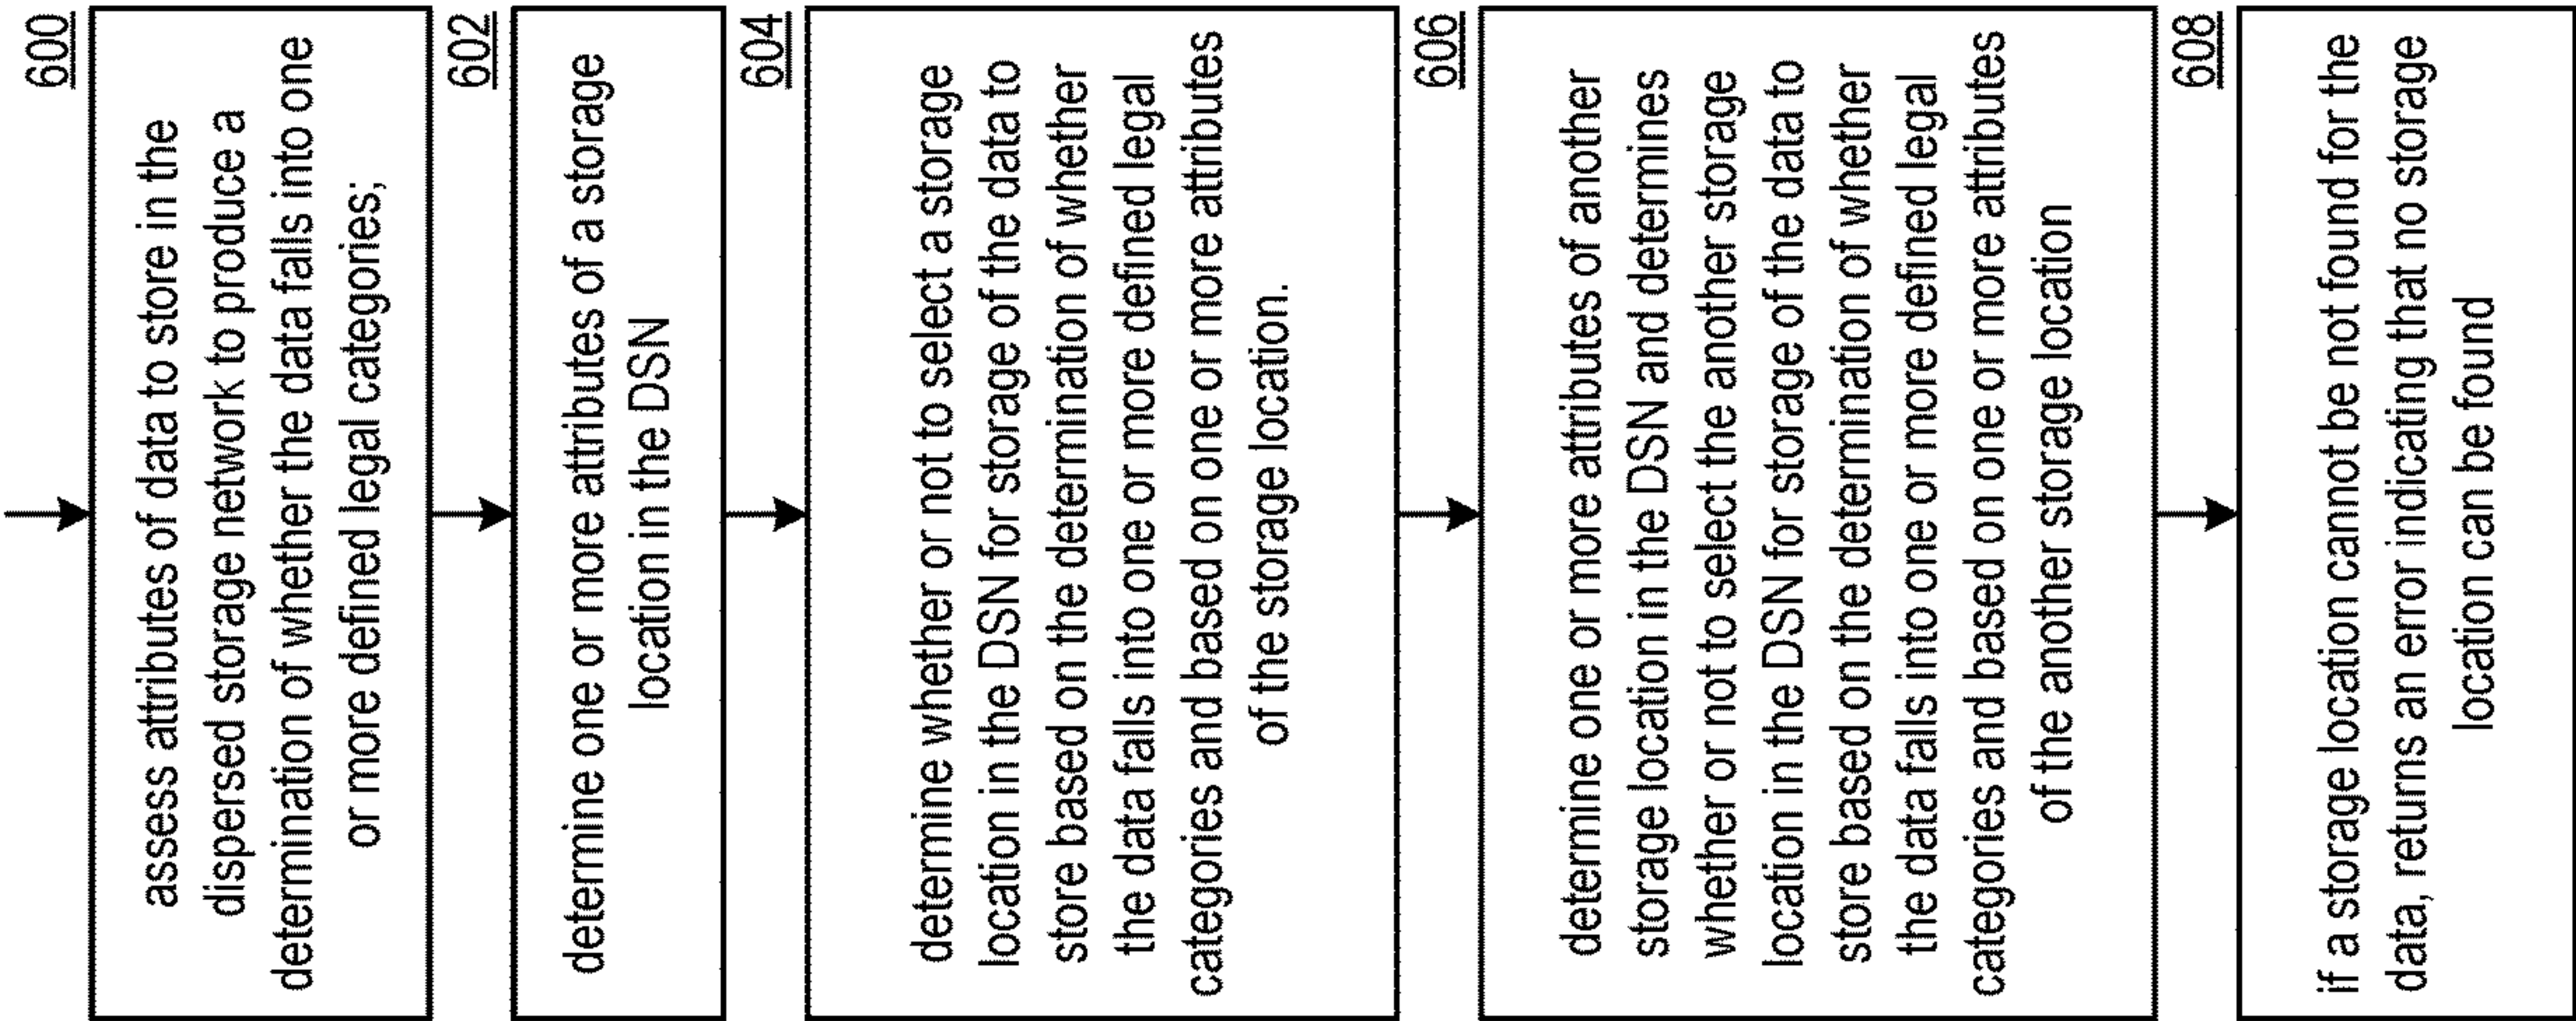 600
assess attributes of data to store in the
dispersed storage network to produce a
determination of whether the data falls into one
or more defined legal categories;
602
determine one or more attributes of a storage
location in the DSN
604
determine whether or not to select a storage
location in the DSN for storage of the data to
store based on the determination of whether
the data falls into one or more defined legal
categories and based on one or more attributes
of the storage location.
606
determine one or more attributes of another
storage location in the DSN and determines
whether or not to select the another storage
location in the DSN for storage of the data to
store based on the determination of whether
the data falls into one or more defined legal
categories and based on one or more attributes
of the another storage location
608
if a storage location cannot be not found for the
data, returns an error indicating that no storage
location can be found